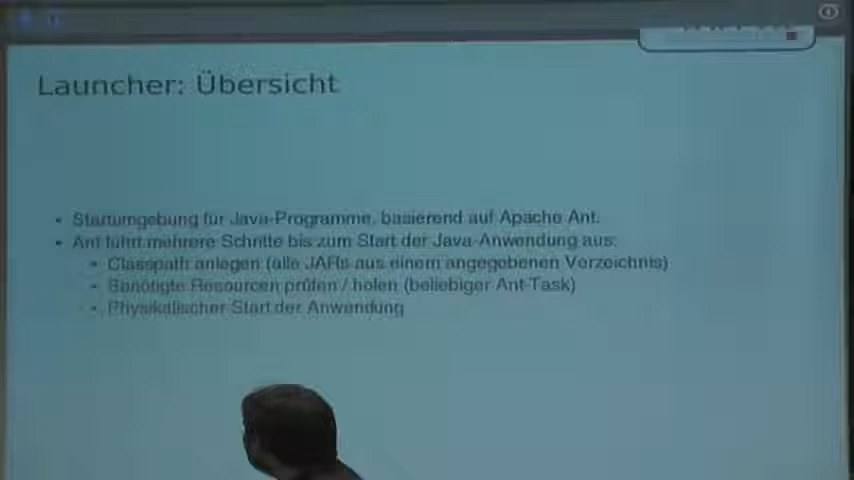 Launcher: Übersicht
Startumgebung für Java-Programme, basierend auf Apache Ant.
Ant führt mehrere Schritte bis zum Start der Java-Anwendung aus:
Classpath anlegen (alle JARs aus einem angegebenen Verzeichnis)
Benötigte Resourcen prüfen / holen (beliebiger Ant-Task)
Physikalischer Start der Anwendung